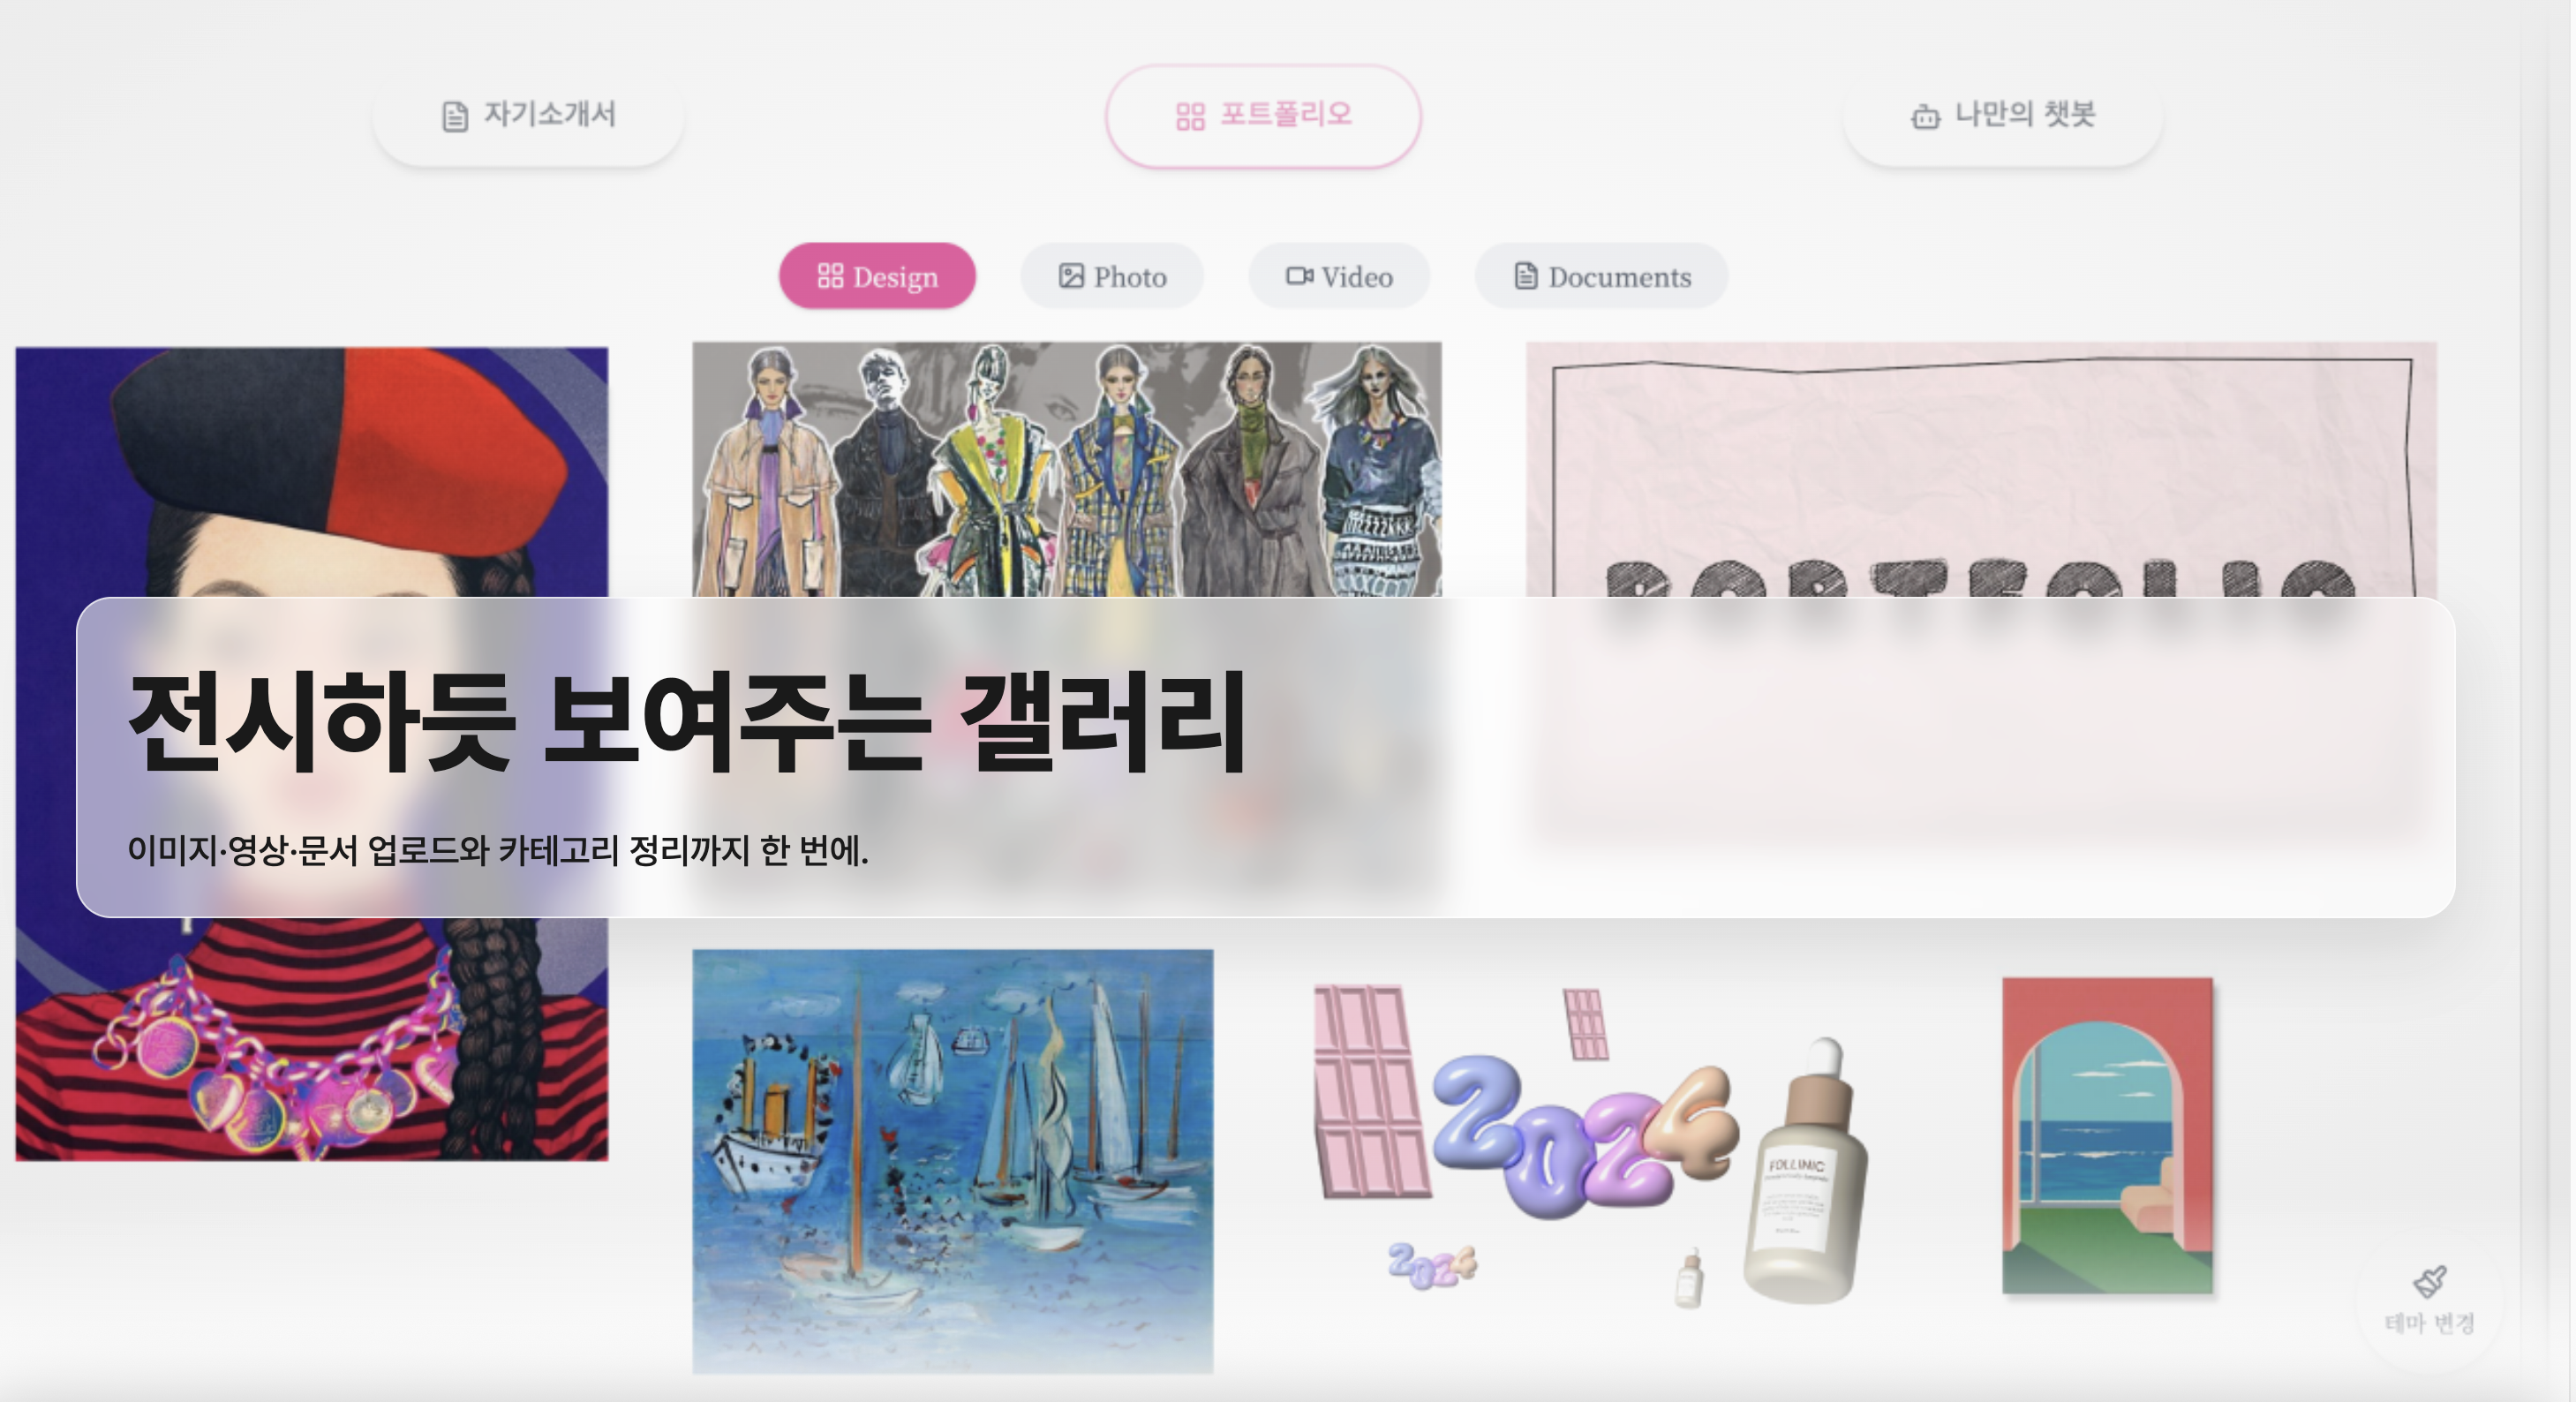 자기소개서
포트폴리오
나만의 챗봇
Design
Photo
Video
Documents
PORTFOLIO
전시하듯 보여주는 갤러리
이미지·영상·문서 업로드와 카테고리 정리까지 한 번에.
2024
FOLLINIC
2024
테마 변경